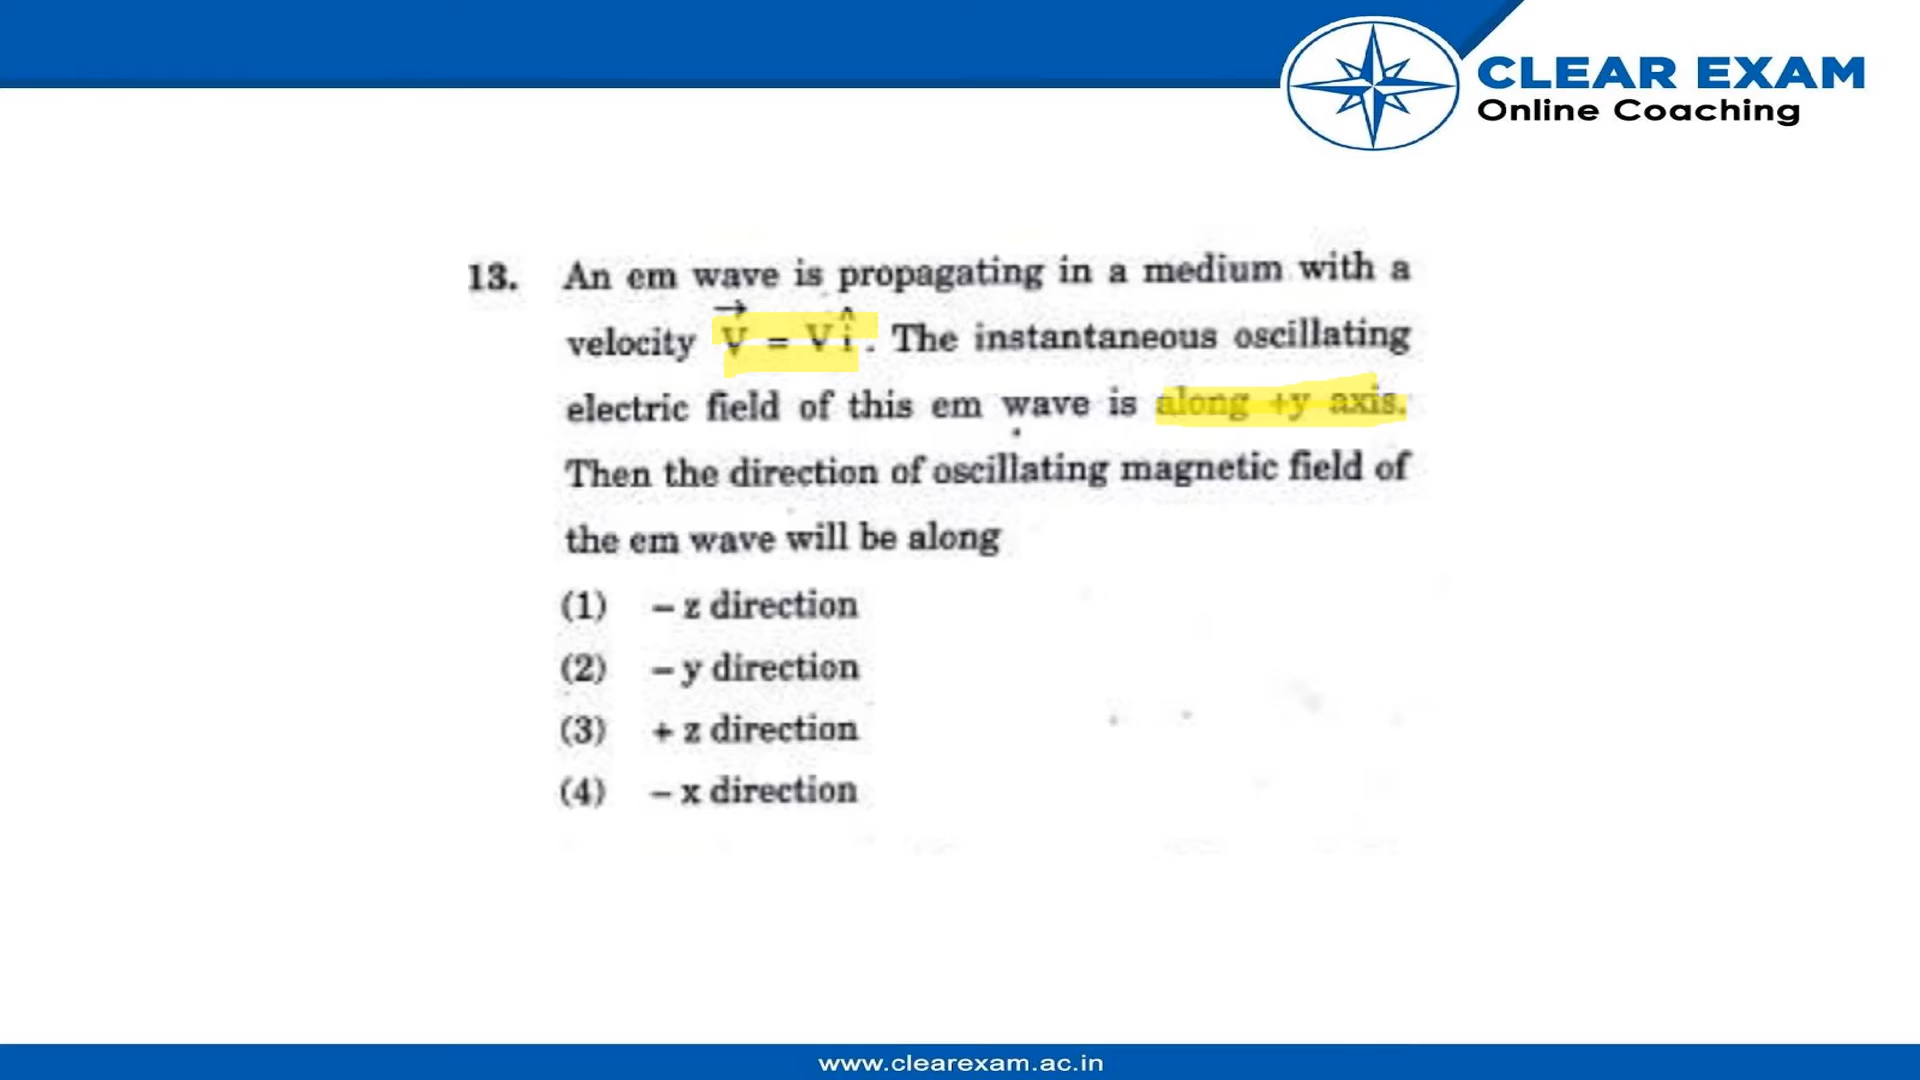 CLEAR EXAM
Online Coaching
13. An em wave is propagating in a medium with a
velocity V⃗ = Vî. The instantaneous oscillating
electric field of this em wave is along +y axis.
Then the direction of oscillating magnetic field of
the em wave will be along
(1) – z direction
(2) – y direction
(3) + z direction
(4) – x direction
www.clearexam.ac.in